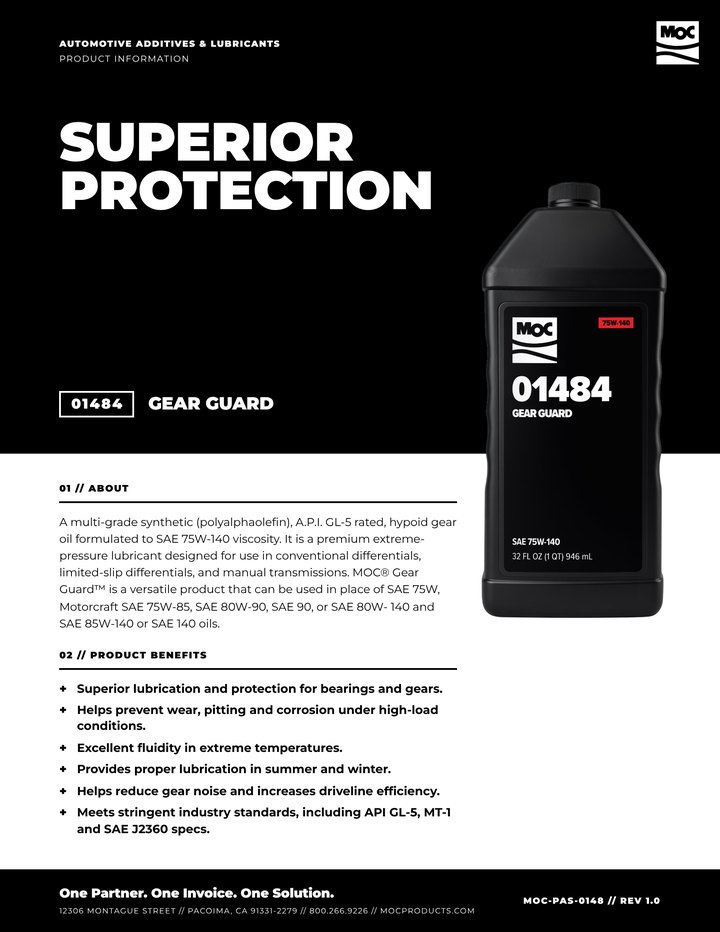 AUTOMOTIVE ADDITIVES & LUBRICANTS
PRODUCT INFORMATION
MOC
SUPERIOR
PROTECTION
01484 GEAR GUARD
MOC
75W-140
01484
GEAR GUARD
SAE 75W-140
32 FL OZ (1 QT) 946 mL
01 // ABOUT
A multi-grade synthetic (polyalphaolefin), A.P.I. GL-5 rated, hypoid gear
oil formulated to SAE 75W-140 viscosity. It is a premium extreme-
pressure lubricant designed for use in conventional differentials,
limited-slip differentials, and manual transmissions. MOC® Gear
Guard™ is a versatile product that can be used in place of SAE 75W,
Motorcraft SAE 75W-85, SAE 80W-90, SAE 90, or SAE 80W- 140 and
SAE 85W-140 or SAE 140 oils.
02 // PRODUCT BENEFITS
+ Superior lubrication and protection for bearings and gears.
+ Helps prevent wear, pitting and corrosion under high-load
conditions.
+ Excellent fluidity in extreme temperatures.
+ Provides proper lubrication in summer and winter.
+ Helps reduce gear noise and increases driveline efficiency.
+ Meets stringent industry standards, including API GL-5, MT-1
and SAE J2360 specs.
One Partner. One Invoice. One Solution.
12306 MONTAGUE STREET // PACOIMA, CA 91331-2279 // 800.266.9226 // MOCPRODUCTS.COM
MOC-PAS-0148 // REV 1.0